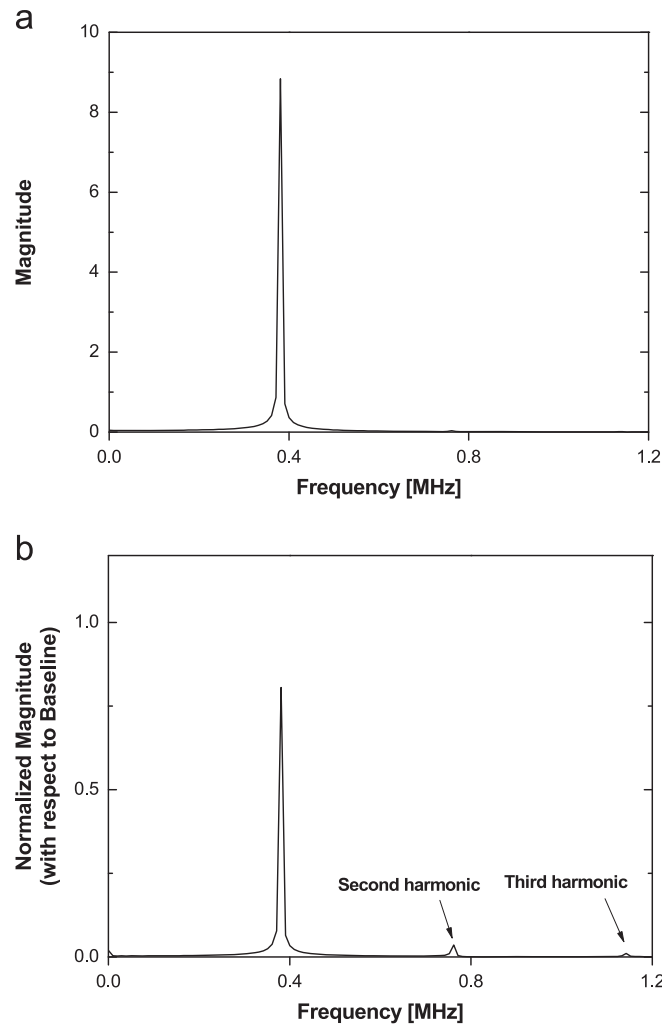 a
10
8
6
4
2
0
Magnitude
0.0 0.4 0.8 1.2
Frequency [MHz]
b
1.0
0.5
0.0
Normalized Magnitude
(with respect to Baseline)
Second harmonic
Third harmonic
0.0 0.4 0.8 1.2
Frequency [MHz]